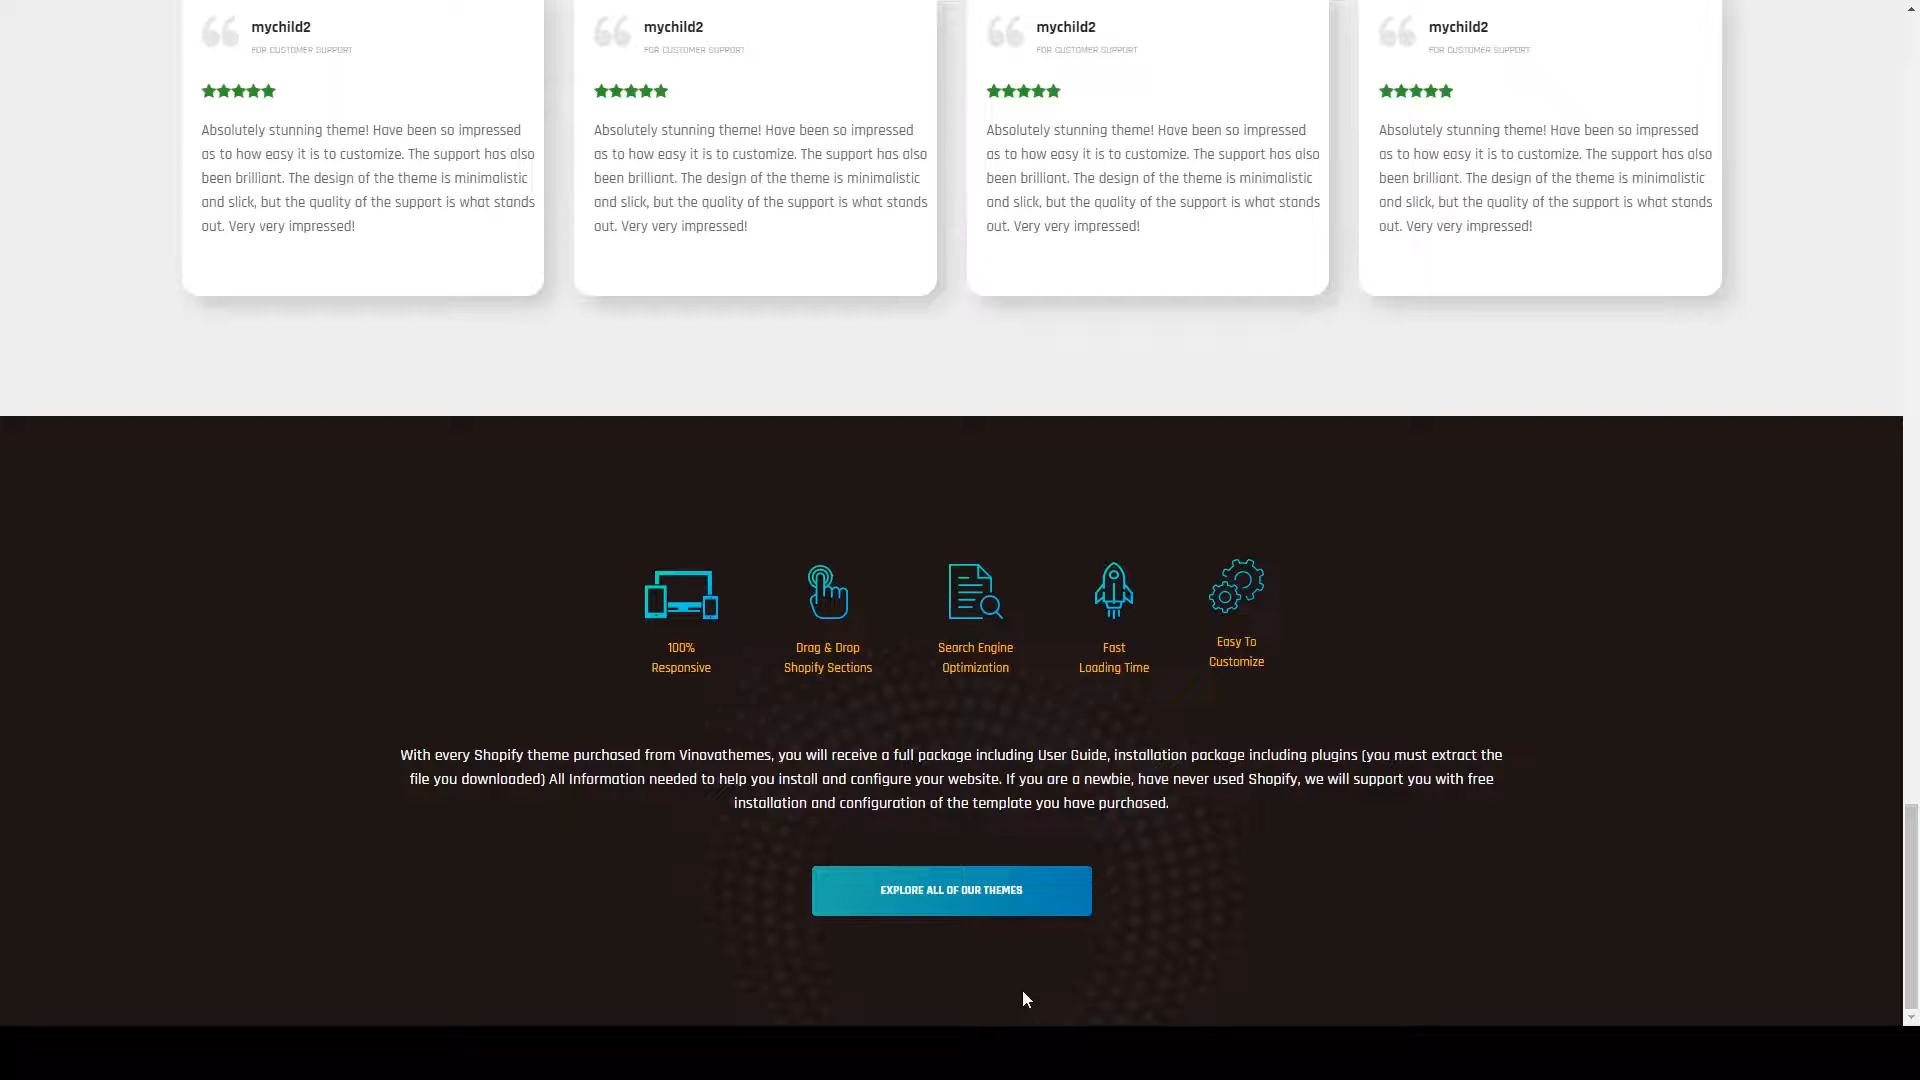 mychild2
FOR CUSTOMER SUPPORT
Absolutely stunning theme! Have been so impressed
as to how easy it is to customize. The support has also
been brilliant. The design of the theme is minimalistic
and slick, but the quality of the support is what stands
out. Very very impressed!
mychild2
FOR CUSTOMER SUPPORT
Absolutely stunning theme! Have been so impressed
as to how easy it is to customize. The support has also
been brilliant. The design of the theme is minimalistic
and slick, but the quality of the support is what stands
out. Very very impressed!
mychild2
FOR CUSTOMER SUPPORT
Absolutely stunning theme! Have been so impressed
as to how easy it is to customize. The support has also
been brilliant. The design of the theme is minimalistic
and slick, but the quality of the support is what stands
out. Very very impressed!
mychild2
FOR CUSTOMER SUPPORT
Absolutely stunning theme! Have been so impressed
as to how easy it is to customize. The support has also
been brilliant. The design of the theme is minimalistic
and slick, but the quality of the support is what stands
out. Very very impressed!
100%
Responsive
Drag & Drop
Shopify Sections
Search Engine
Optimization
Fast
Loading Time
Easy To
Customize
With every Shopify theme purchased from Vinovathemes, you will receive a full package including User Guide, installation package including plugins (you must extract the
file you downloaded) All Information needed to help you install and configure your website. If you are a newbie, have never used Shopify, we will support you with free
installation and configuration of the template you have purchased.
EXPLORE ALL OF OUR THEMES